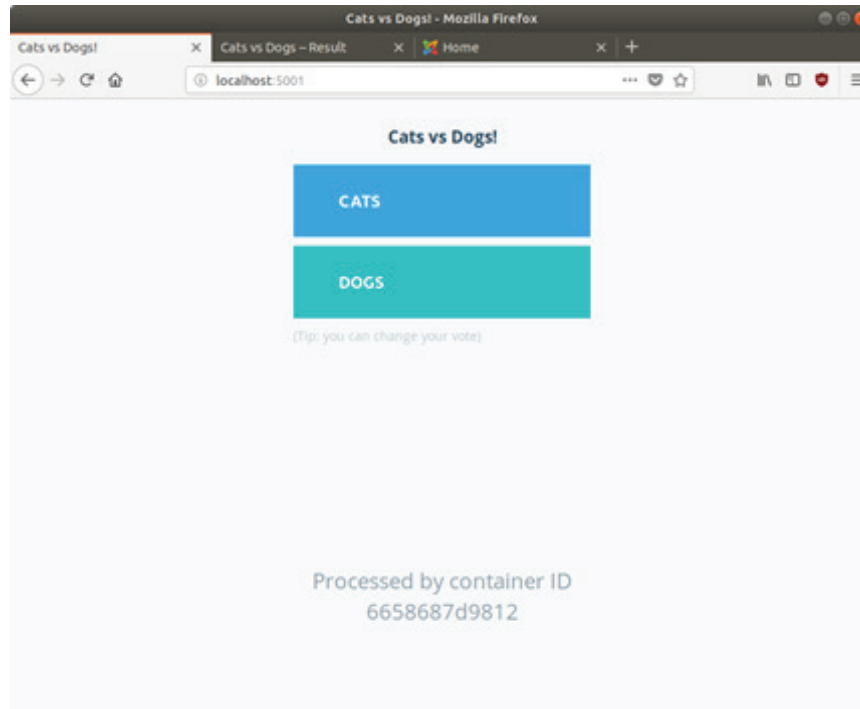 Cats vs Dogs! - Mozilla Firefox
Cats vs Dogs!
Cats vs Dogs – Result
Home
localhost:5001
Cats vs Dogs!
CATS
DOGS
(Tip: you can change your vote)
Processed by container ID
6658687d9812